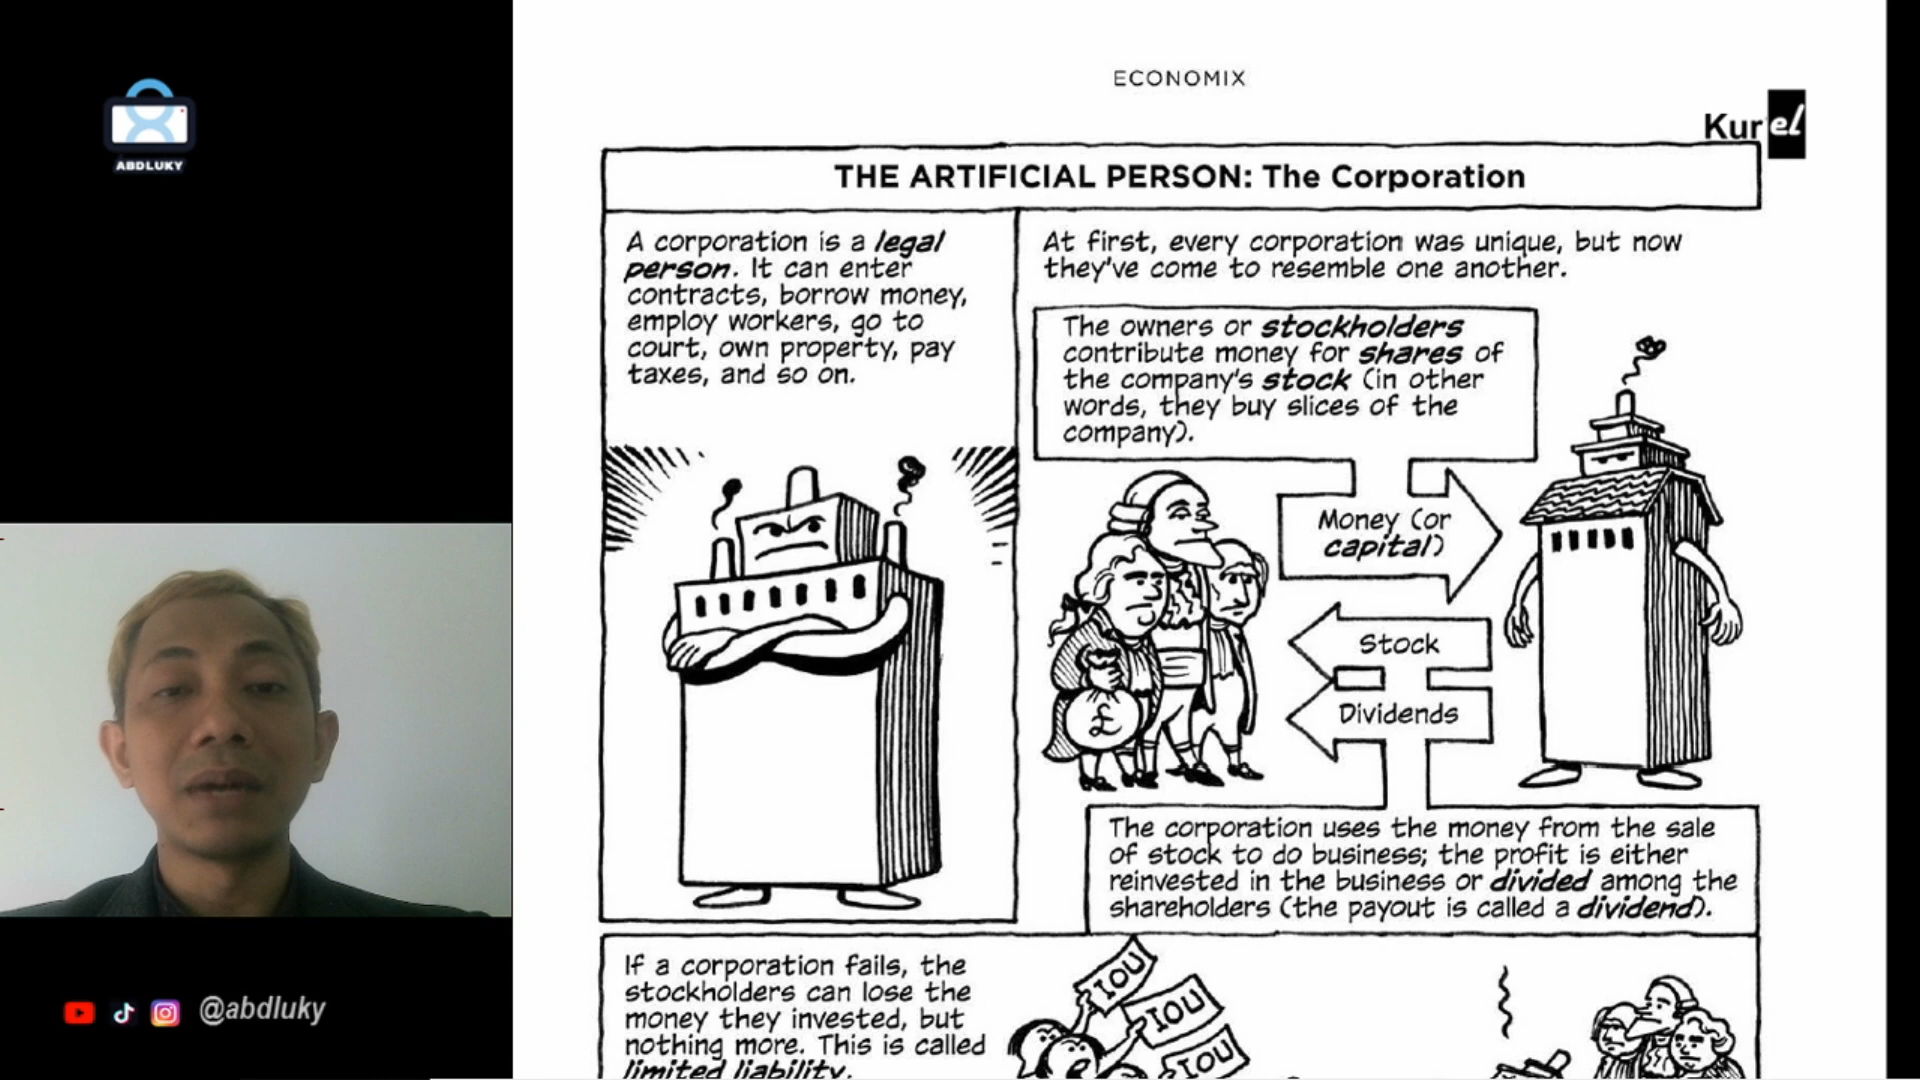 ABDLUKY
@abdluky
ECONOMIX
Kurel
THE ARTIFICIAL PERSON: The Corporation
A corporation is a legal
person. It can enter
contracts, borrow money,
employ workers, go to
court, own property, pay
taxes, and so on.
At first, every corporation was unique, but now
they've come to resemble one another.
The owners or stockholders
contribute money for shares of
the company's stock (in other
words, they buy slices of the
company).
Money (or
capital)
Stock
Dividends
£
The corporation uses the money from the sale
of stock to do business; the profit is either
reinvested in the business or divided among the
shareholders (the payout is called a dividend).
If a corporation fails, the
stockholders can lose the
money they invested, but
nothing more. This is called
limited liability.
IOU
IOU
IOU